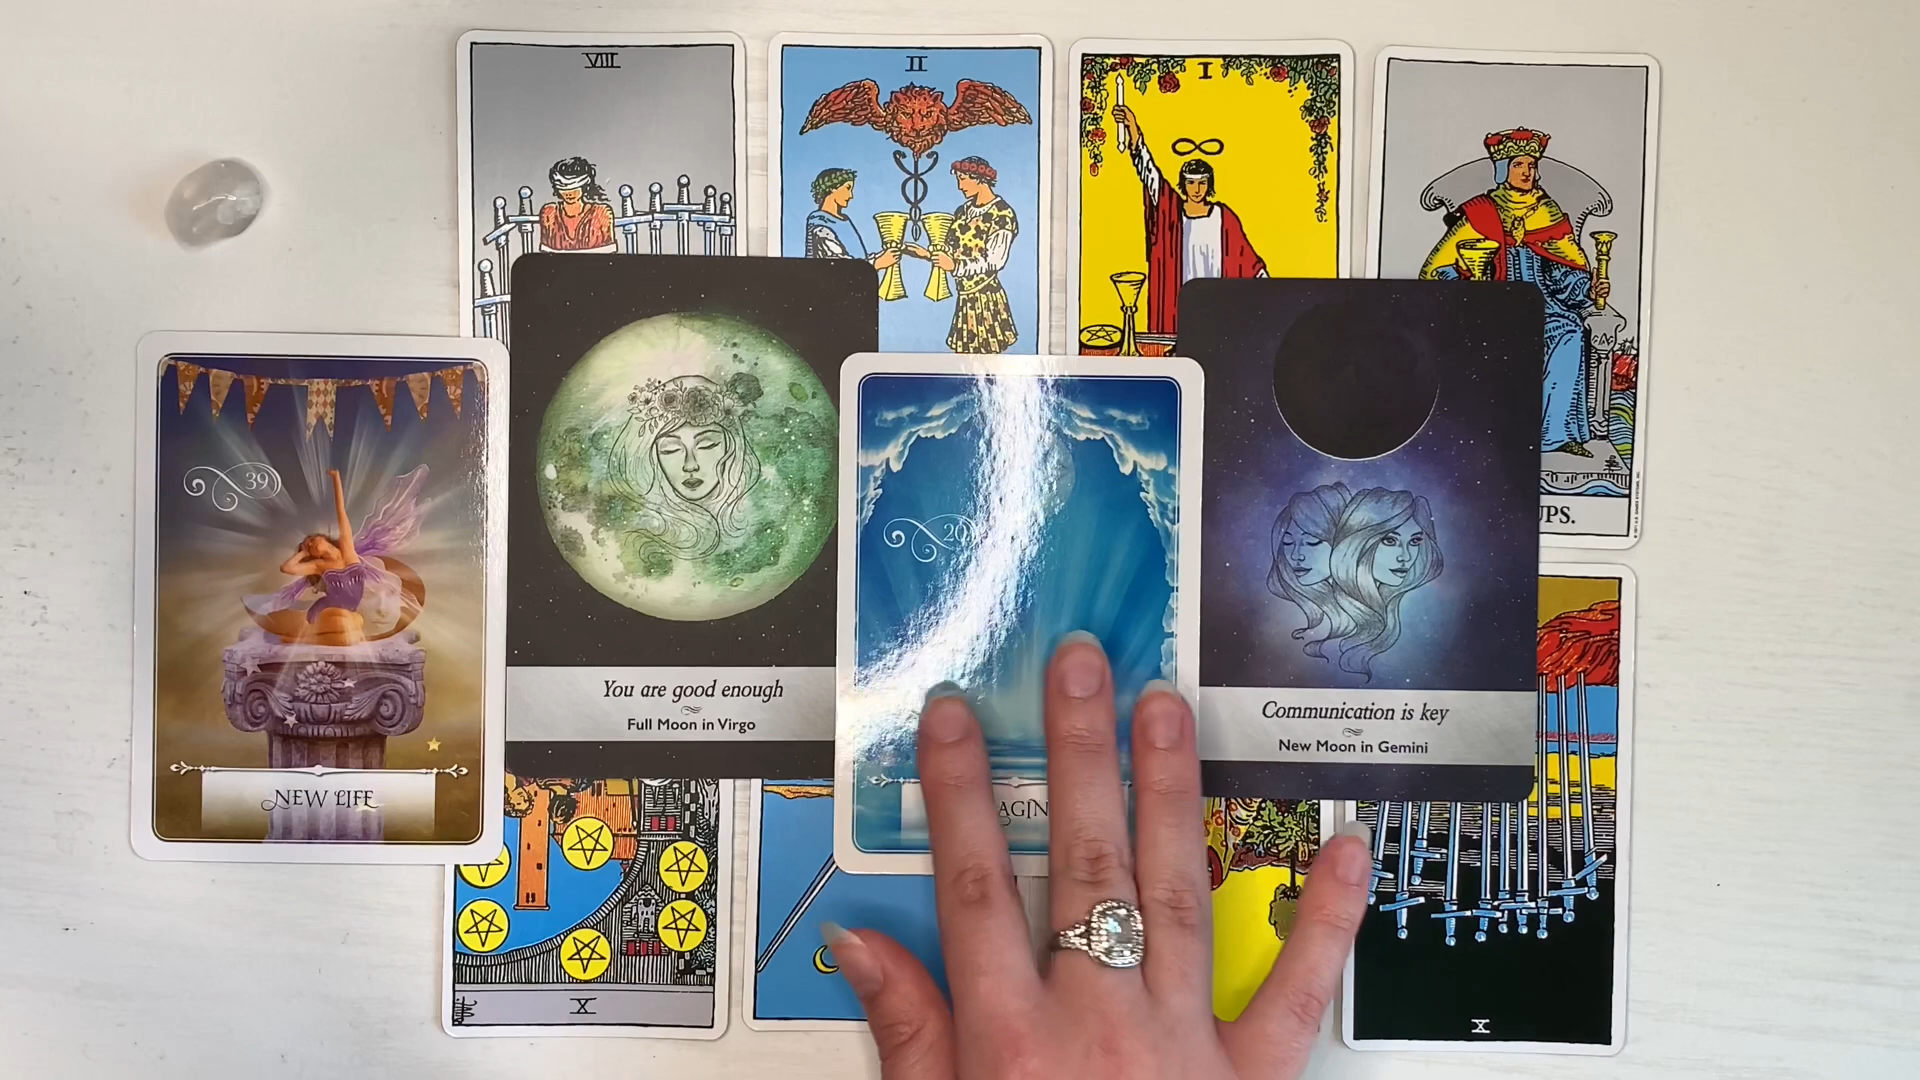 VIII
II
I
UPS.
39
NEW LIFE
You are good enough
Full Moon in Virgo
20
AGIN
Communication is key
New Moon in Gemini
X
X